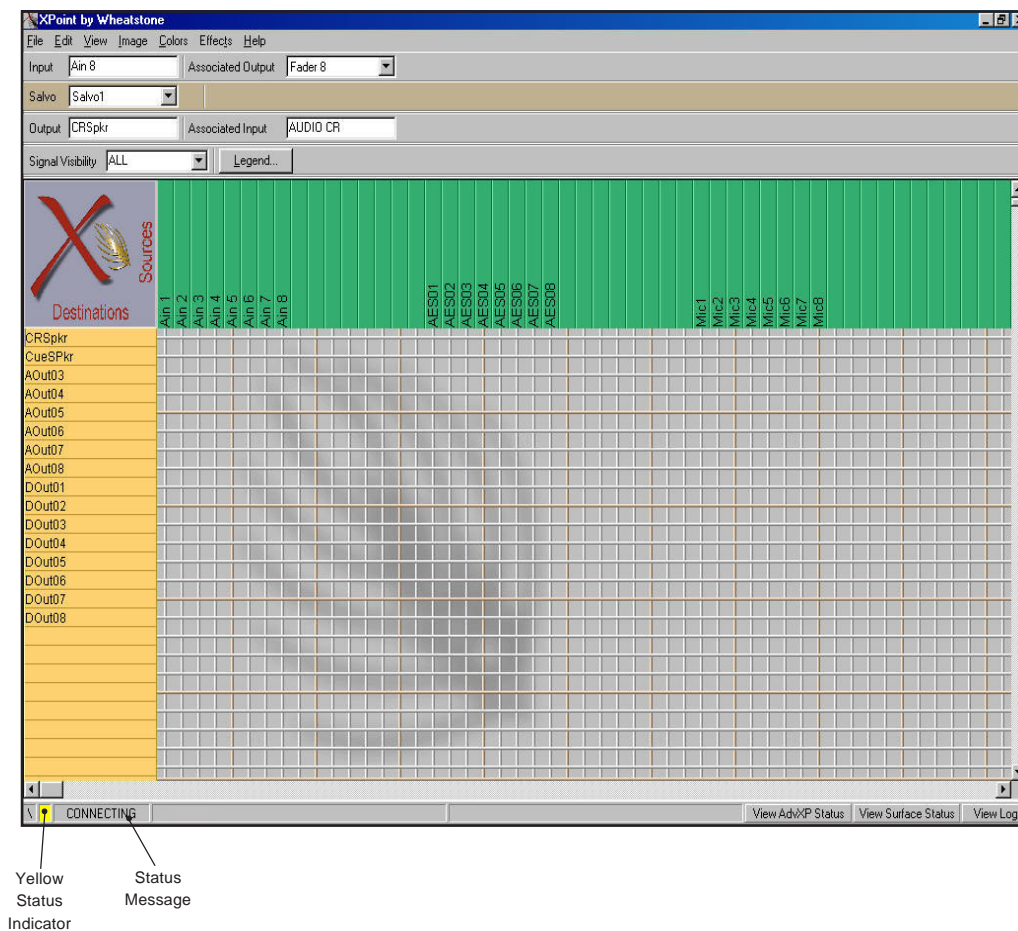 XPoint by Wheatstone
File Edit View Image Colors Effects Help
Input Ain 8 Associated Output Fader 8
Salvo Salvo1
Output CRSpkr Associated Input AUDIO CR
Signal Visibility ALL Legend...
Sources
Destinations
Ain 1
Ain 2
Ain 3
Ain 4
Ain 5
Ain 6
Ain 7
Ain 8
AES01
AES02
AES03
AES04
AES05
AES06
AES07
AES08
Mic1
Mic2
Mic3
Mic4
Mic5
Mic6
Mic7
Mic8
CRSpkr
CueSPkr
AOut03
AOut04
AOut05
AOut06
AOut07
AOut08
DOut01
DOut02
DOut03
DOut04
DOut05
DOut06
DOut07
DOut08
\ CONNECTING View AdvXP Status View Surface Status View Log
Yellow
Status
Indicator
Status
Message